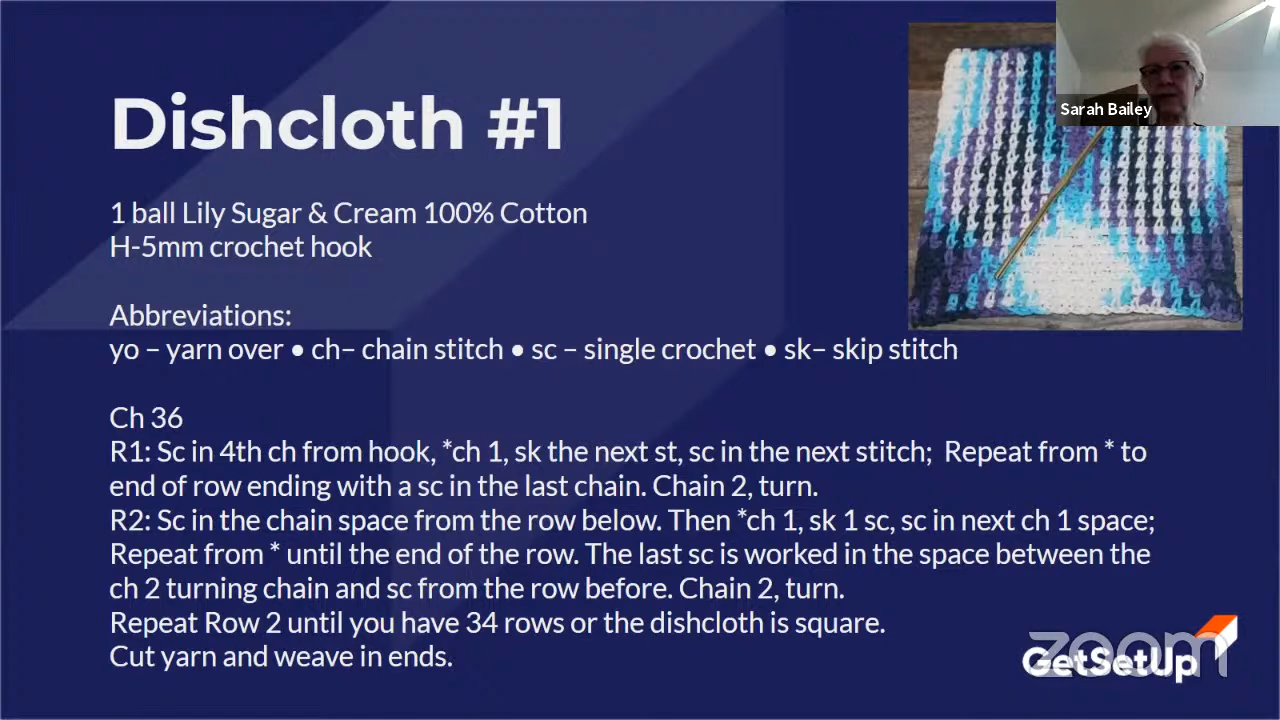 Dishcloth #1
Sarah Bailey
1 ball Lily Sugar & Cream 100% Cotton
H-5mm crochet hook
Abbreviations:
yo – yarn over • ch– chain stitch • sc – single crochet • sk– skip stitch
Ch 36
R1: Sc in 4th ch from hook, *ch 1, sk the next st, sc in the next stitch;  Repeat from * to
end of row ending with a sc in the last chain. Chain 2, turn.
R2: Sc in the chain space from the row below. Then *ch 1, sk 1 sc, sc in next ch 1 space;
Repeat from * until the end of the row. The last sc is worked in the space between the
ch 2 turning chain and sc from the row before. Chain 2, turn.
Repeat Row 2 until you have 34 rows or the dishcloth is square.
Cut yarn and weave in ends.
zoom
GetSetUp